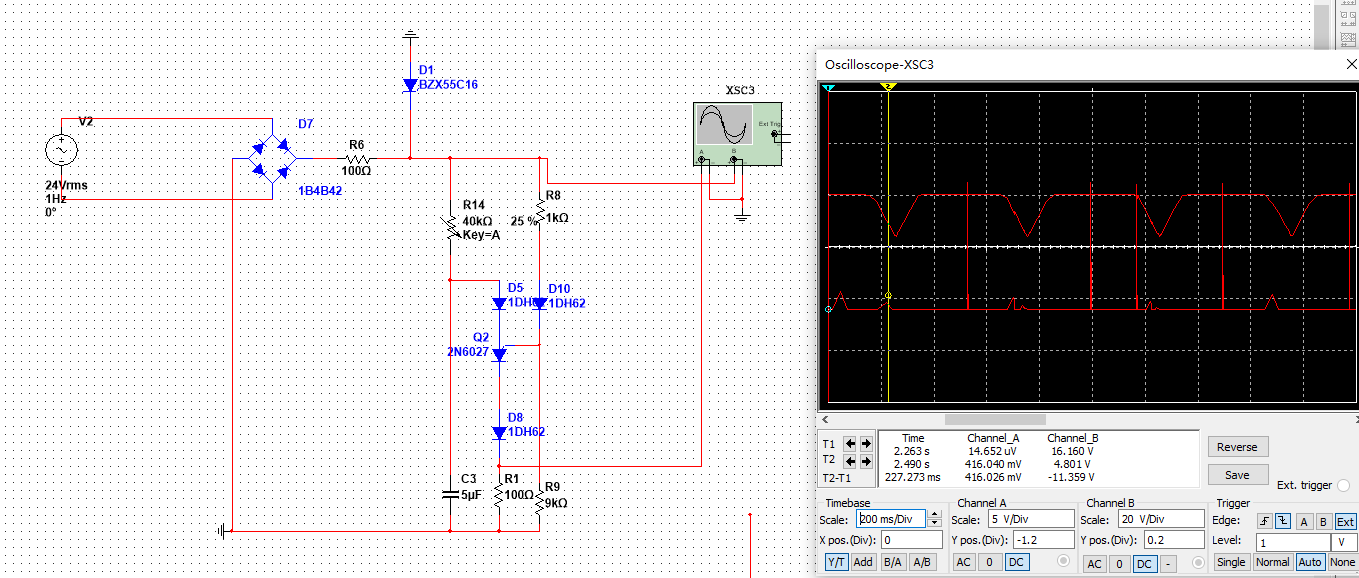 Oscilloscope-XSC3
D1
BZX55C16
XSC3
V2
D7
Ext Trig
R6
A B
100Ω
24Vrms
1B4B42
1Hz
0°
R14
R8
40kΩ
25 %
1kΩ
Key=A
D5
D10
1DH62
Q2
2N6027
D8
1DH62
C3
R1
5µF
100Ω
R9
9kΩ
1
2
T1
T2
T2-T1
Time Channel_A Channel_B
2.263 s 14.652 uV 16.160 V
2.490 s 416.040 mV 4.801 V
227.273 ms 416.026 mV -11.359 V
Reverse
Save
Ext. trigger
Timebase
Scale: 200 ms/Div
X pos.(Div): 0
Y/T Add B/A A/B
Channel A
Scale: 5 V/Div
Y pos.(Div): -1.2
AC 0 DC
Channel B
Scale: 20 V/Div
Y pos.(Div): 0.2
AC 0 DC -
Trigger
Edge: A B Ext
Level: 1 V
Single Normal Auto None